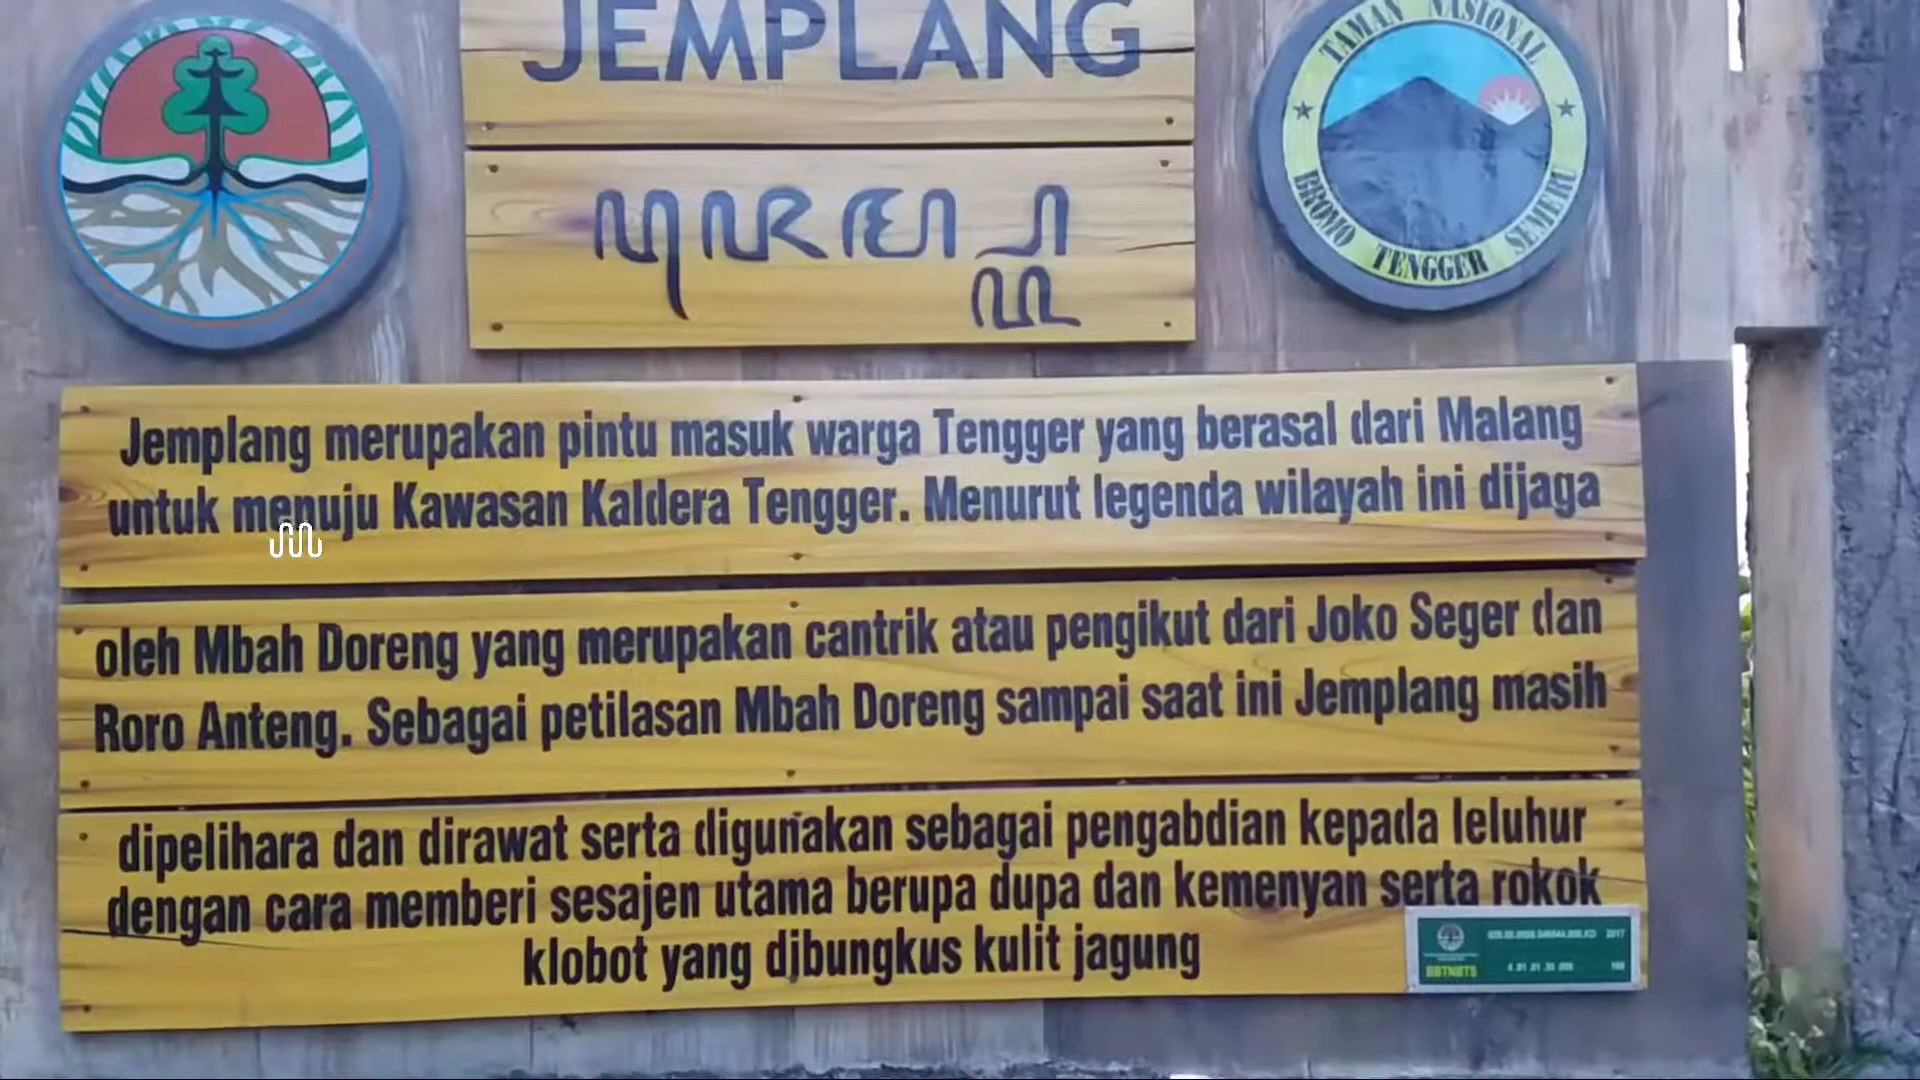 JEMPLANG
TAMAN NASIONAL
BROMO TENGGER SEMERU
Jemplang merupakan pintu masuk warga Tengger yang berasal dari Malang
untuk menuju Kawasan Kaldera Tengger. Menurut legenda wilayah ini dijaga
oleh Mbah Doreng yang merupakan cantrik atau pengikut dari Joko Seger dan
Roro Anteng. Sebagai petilasan Mbah Doreng sampai saat ini Jemplang masih
dipelihara dan dirawat serta digunakan sebagai pengabdian kepada leluhur
dengan cara memberi sesajen utama berupa dupa dan kemenyan serta rokok
klobot yang dibungkus kulit jagung
BBTNBTS
2017